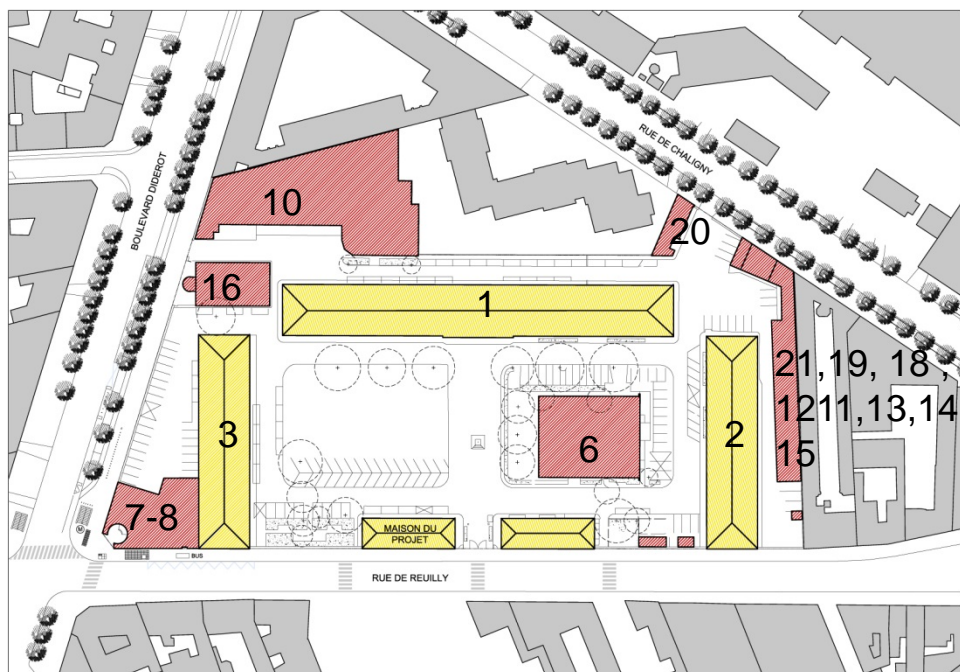 RUE DE CHALIGNY
BOULEVARD DIDEROT
10
20
16
1
21,19, 18 ,
1211,13,14
15
3
2
6
7-8
MAISON DU
PROJET
M
BUS
RUE DE REUILLY